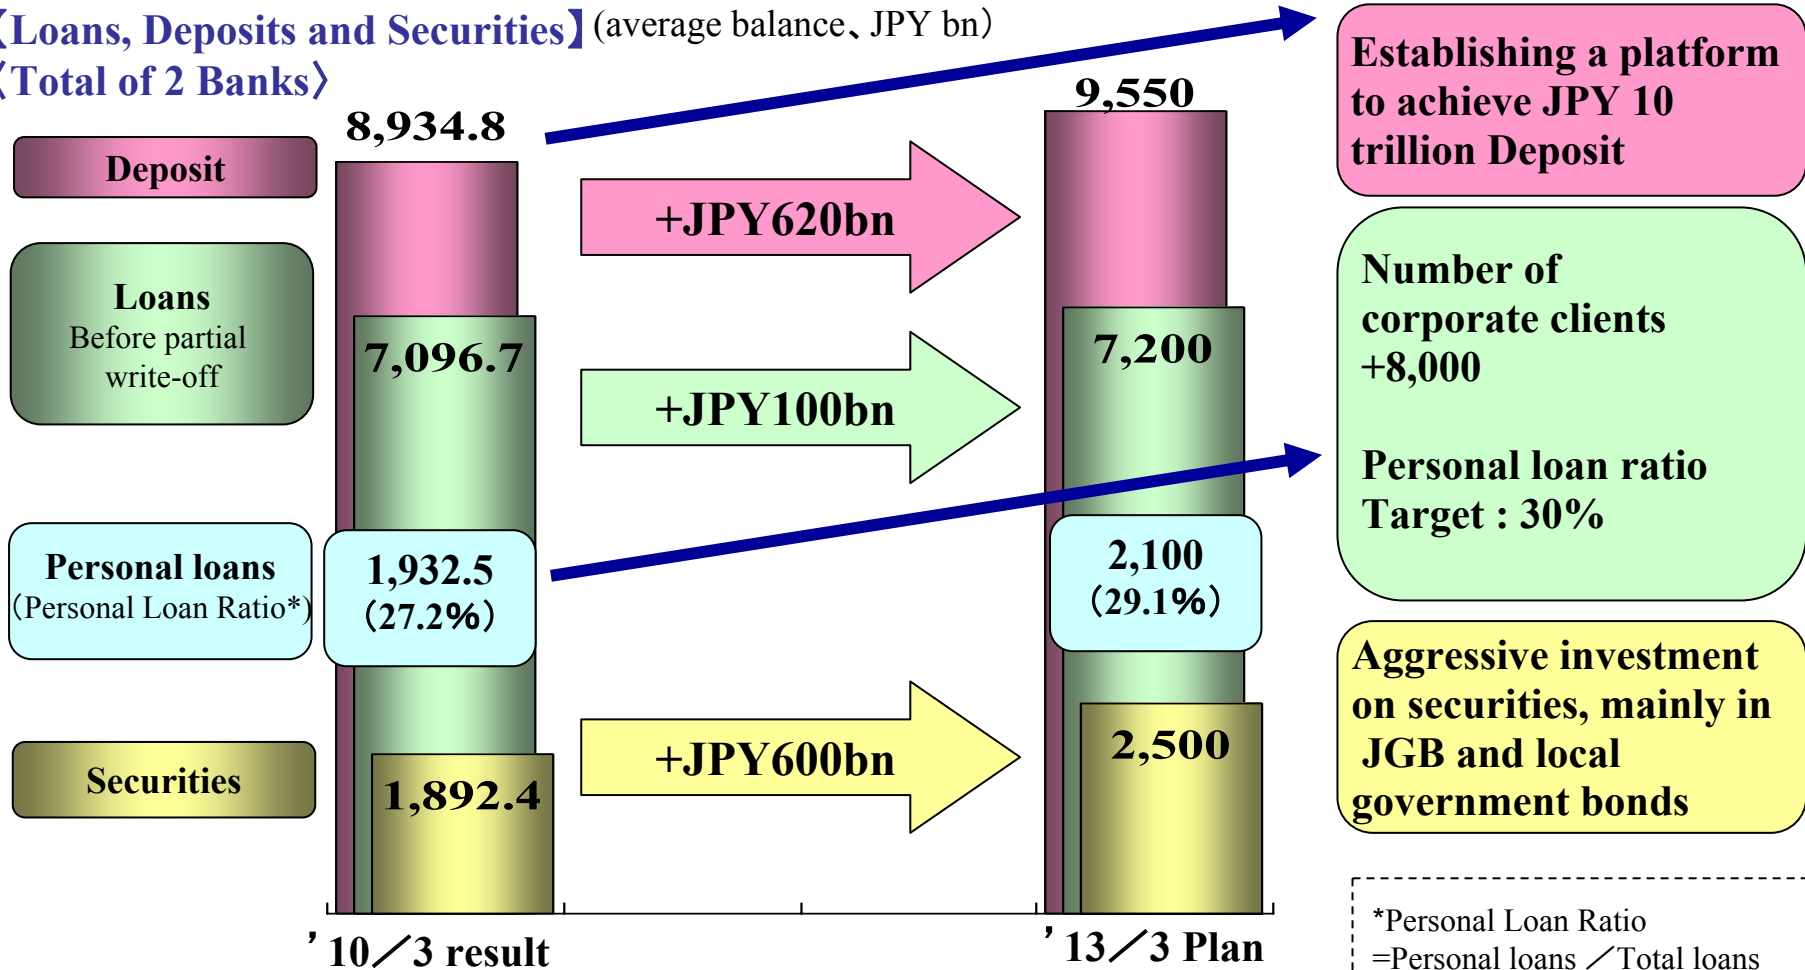 【Loans, Deposits and Securities】(average balance、JPY bn)
〈Total of 2 Banks〉
8,934.8
9,550
Deposit
+JPY620bn
Establishing a platform
to achieve JPY 10
trillion Deposit
Loans
Before partial
write-off
7,096.7
+JPY100bn
7,200
Number of
corporate clients
+8,000
Personal loan ratio
Target : 30%
Personal loans
(Personal Loan Ratio*)
1,932.5
(27.2%)
2,100
(29.1%)
Securities
1,892.4
+JPY600bn
2,500
Aggressive investment
on securities, mainly in
JGB and local
government bonds
’10／3 result
’13／3 Plan
*Personal Loan Ratio
=Personal loans ／Total loans